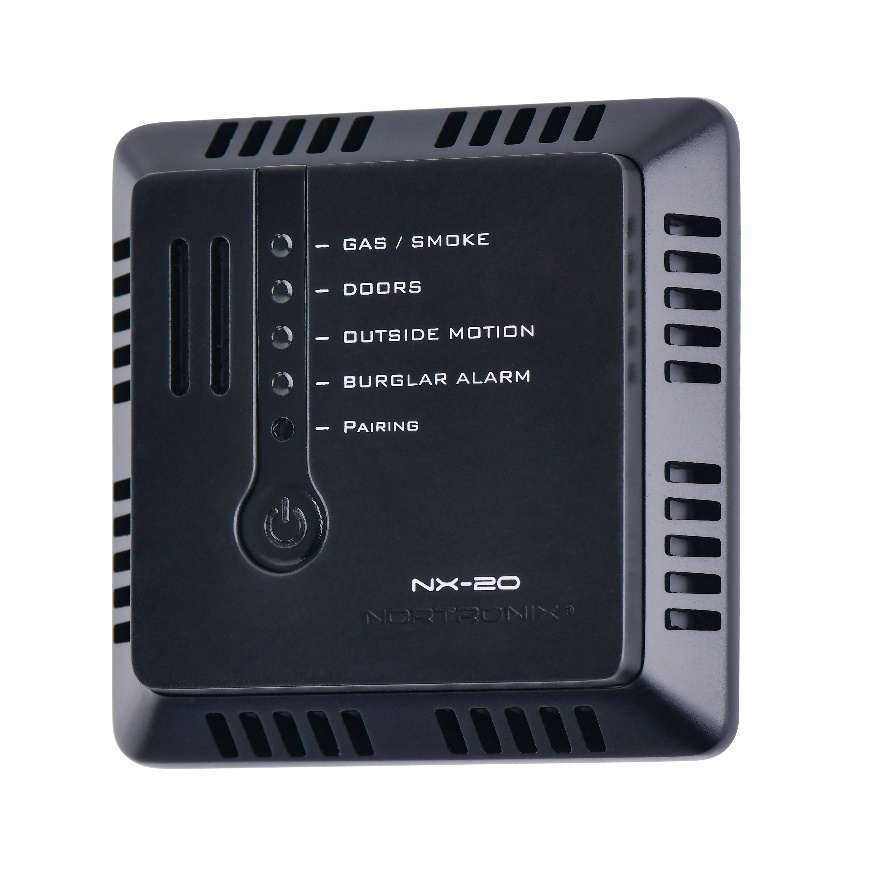 – GAS / SMOKE
– DOORS
– OUTSIDE MOTION
– BURGLAR ALARM
– PAIRING
NX-20
NORTRONIX®